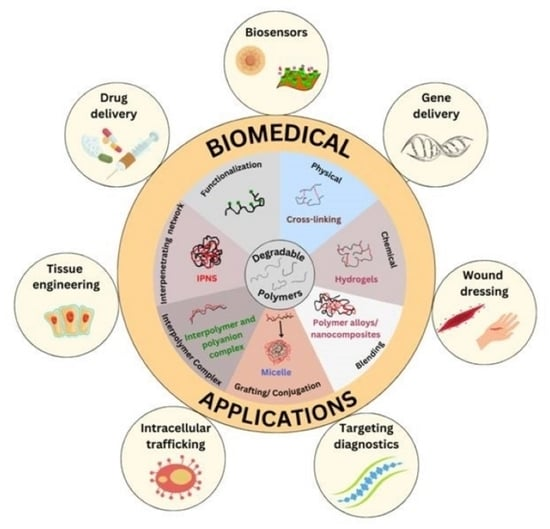 Biosensors
Drug
delivery
Gene
delivery
BIOMEDICAL
Functionalization
Physical
Cross-linking
Interpenetrating network
IPNS
Chemical
Hydrogels
Degradable
Polymers
Tissue
engineering
Wound
dressing
Interpolymer and
polyanion
complex
Interpolymer Complex
Polymer alloys/
nanocomposites
Blending
Micelle
Grafting/ Conjugation
APPLICATIONS
Intracellular
trafficking
Targeting
diagnostics